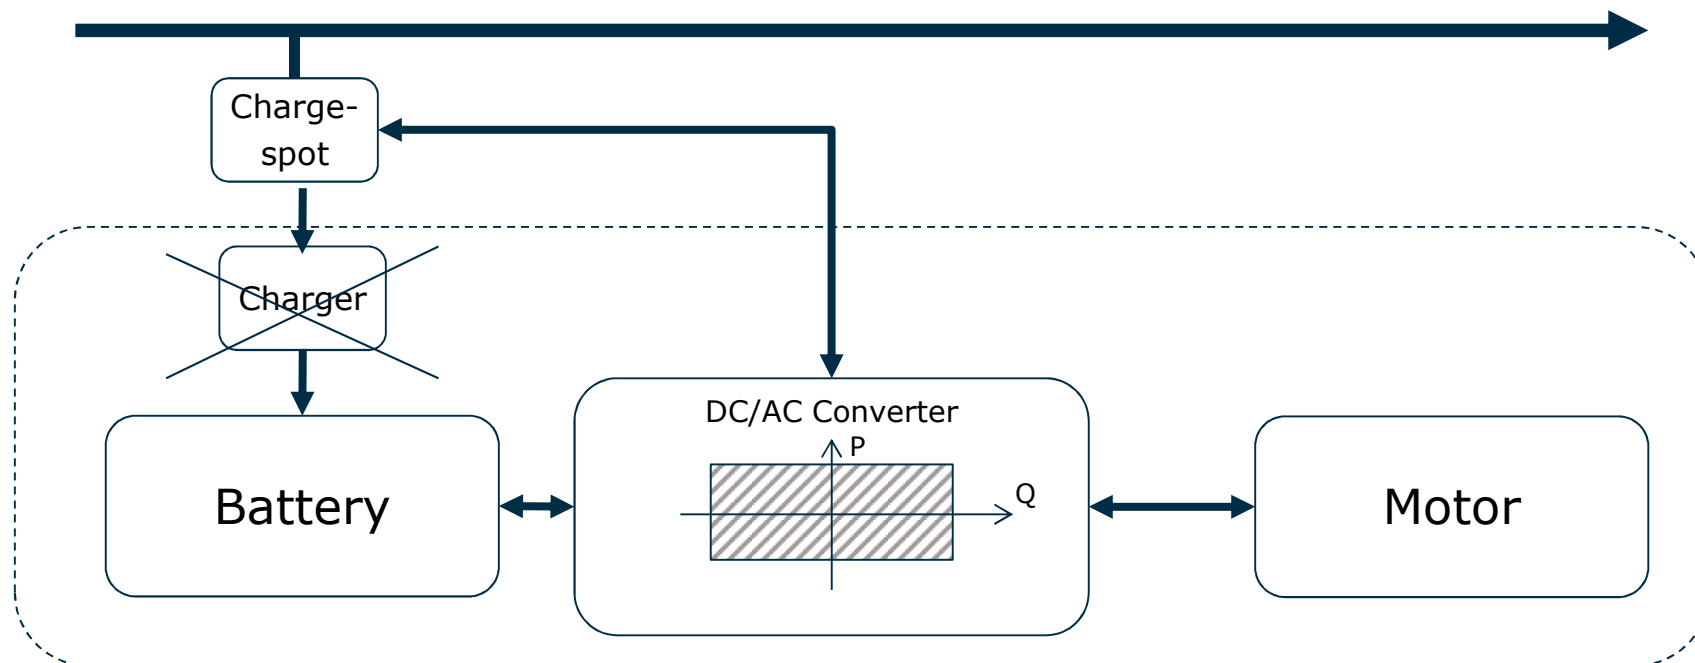 Charge-
spot
Charger
DC/AC Converter
P
Q
Battery
Motor